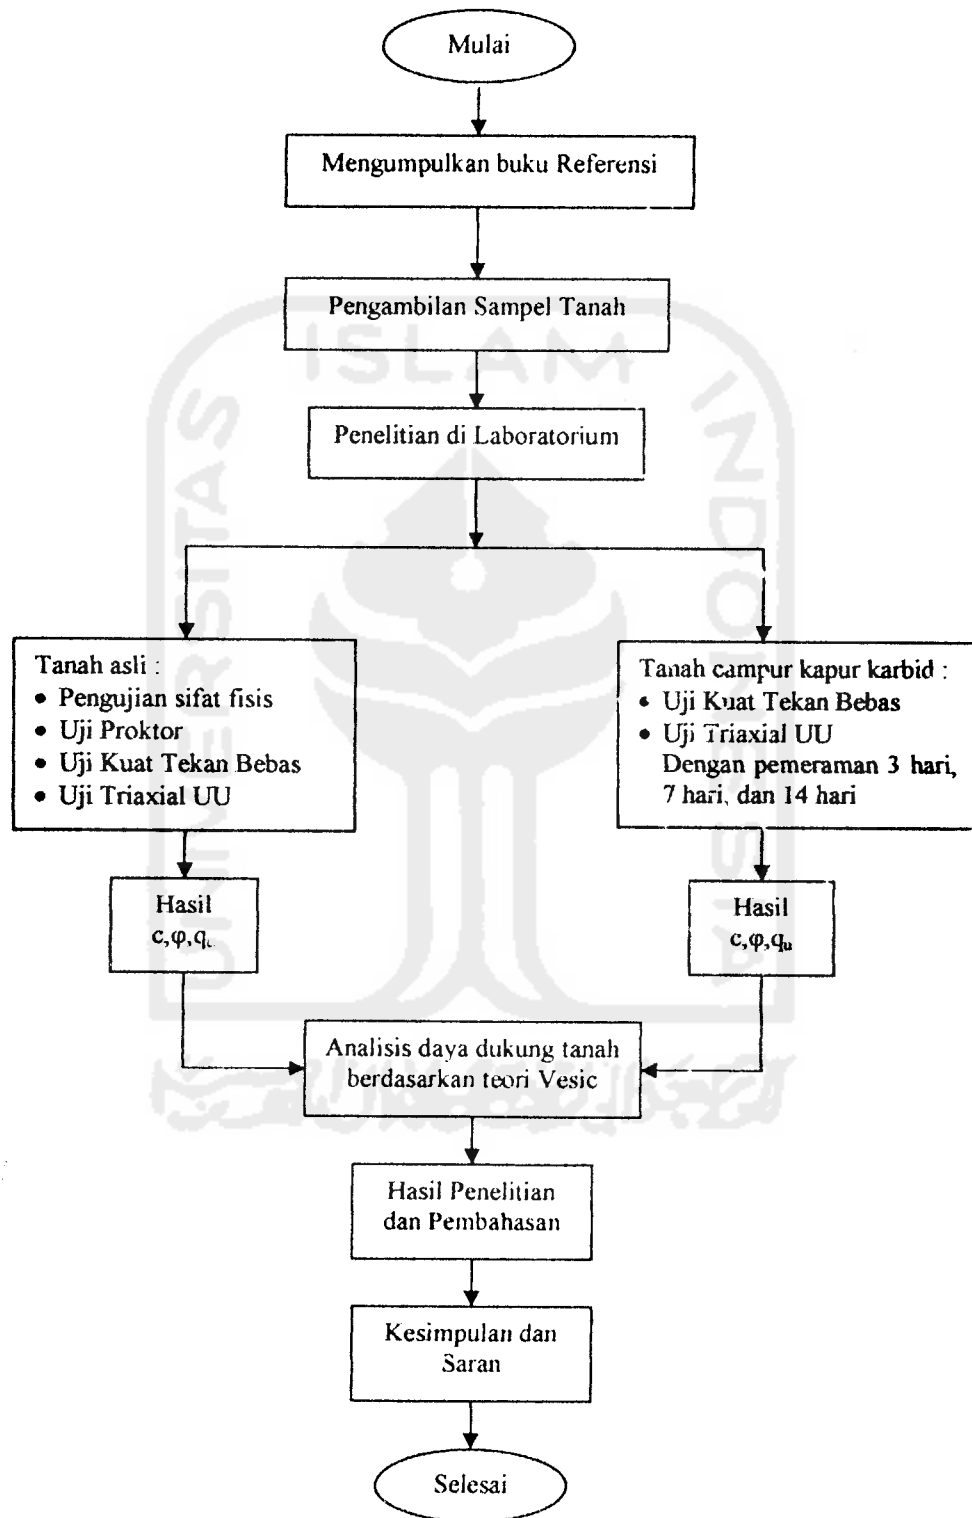 Mulai
Mengumpulkan buku Referensi
Pengambilan Sampel Tanah
ISLAM
UNIVERSITAS
INDONESIA
Penelitian di Laboratorium
Tanah asli :
• Pengujian sifat fisis
• Uji Proktor
• Uji Kuat Tekan Bebas
• Uji Triaxial UU
Tanah campur kapur karbid :
• Uji Kuat Tekan Bebas
• Uji Triaxial UU
Dengan pemeraman 3 hari,
7 hari, dan 14 hari
Hasil
c,φ,qᵤ
Hasil
c,φ,qᵤ
Analisis daya dukung tanah
berdasarkan teori Vesic
Hasil Penelitian
dan Pembahasan
Kesimpulan dan
Saran
Selesai